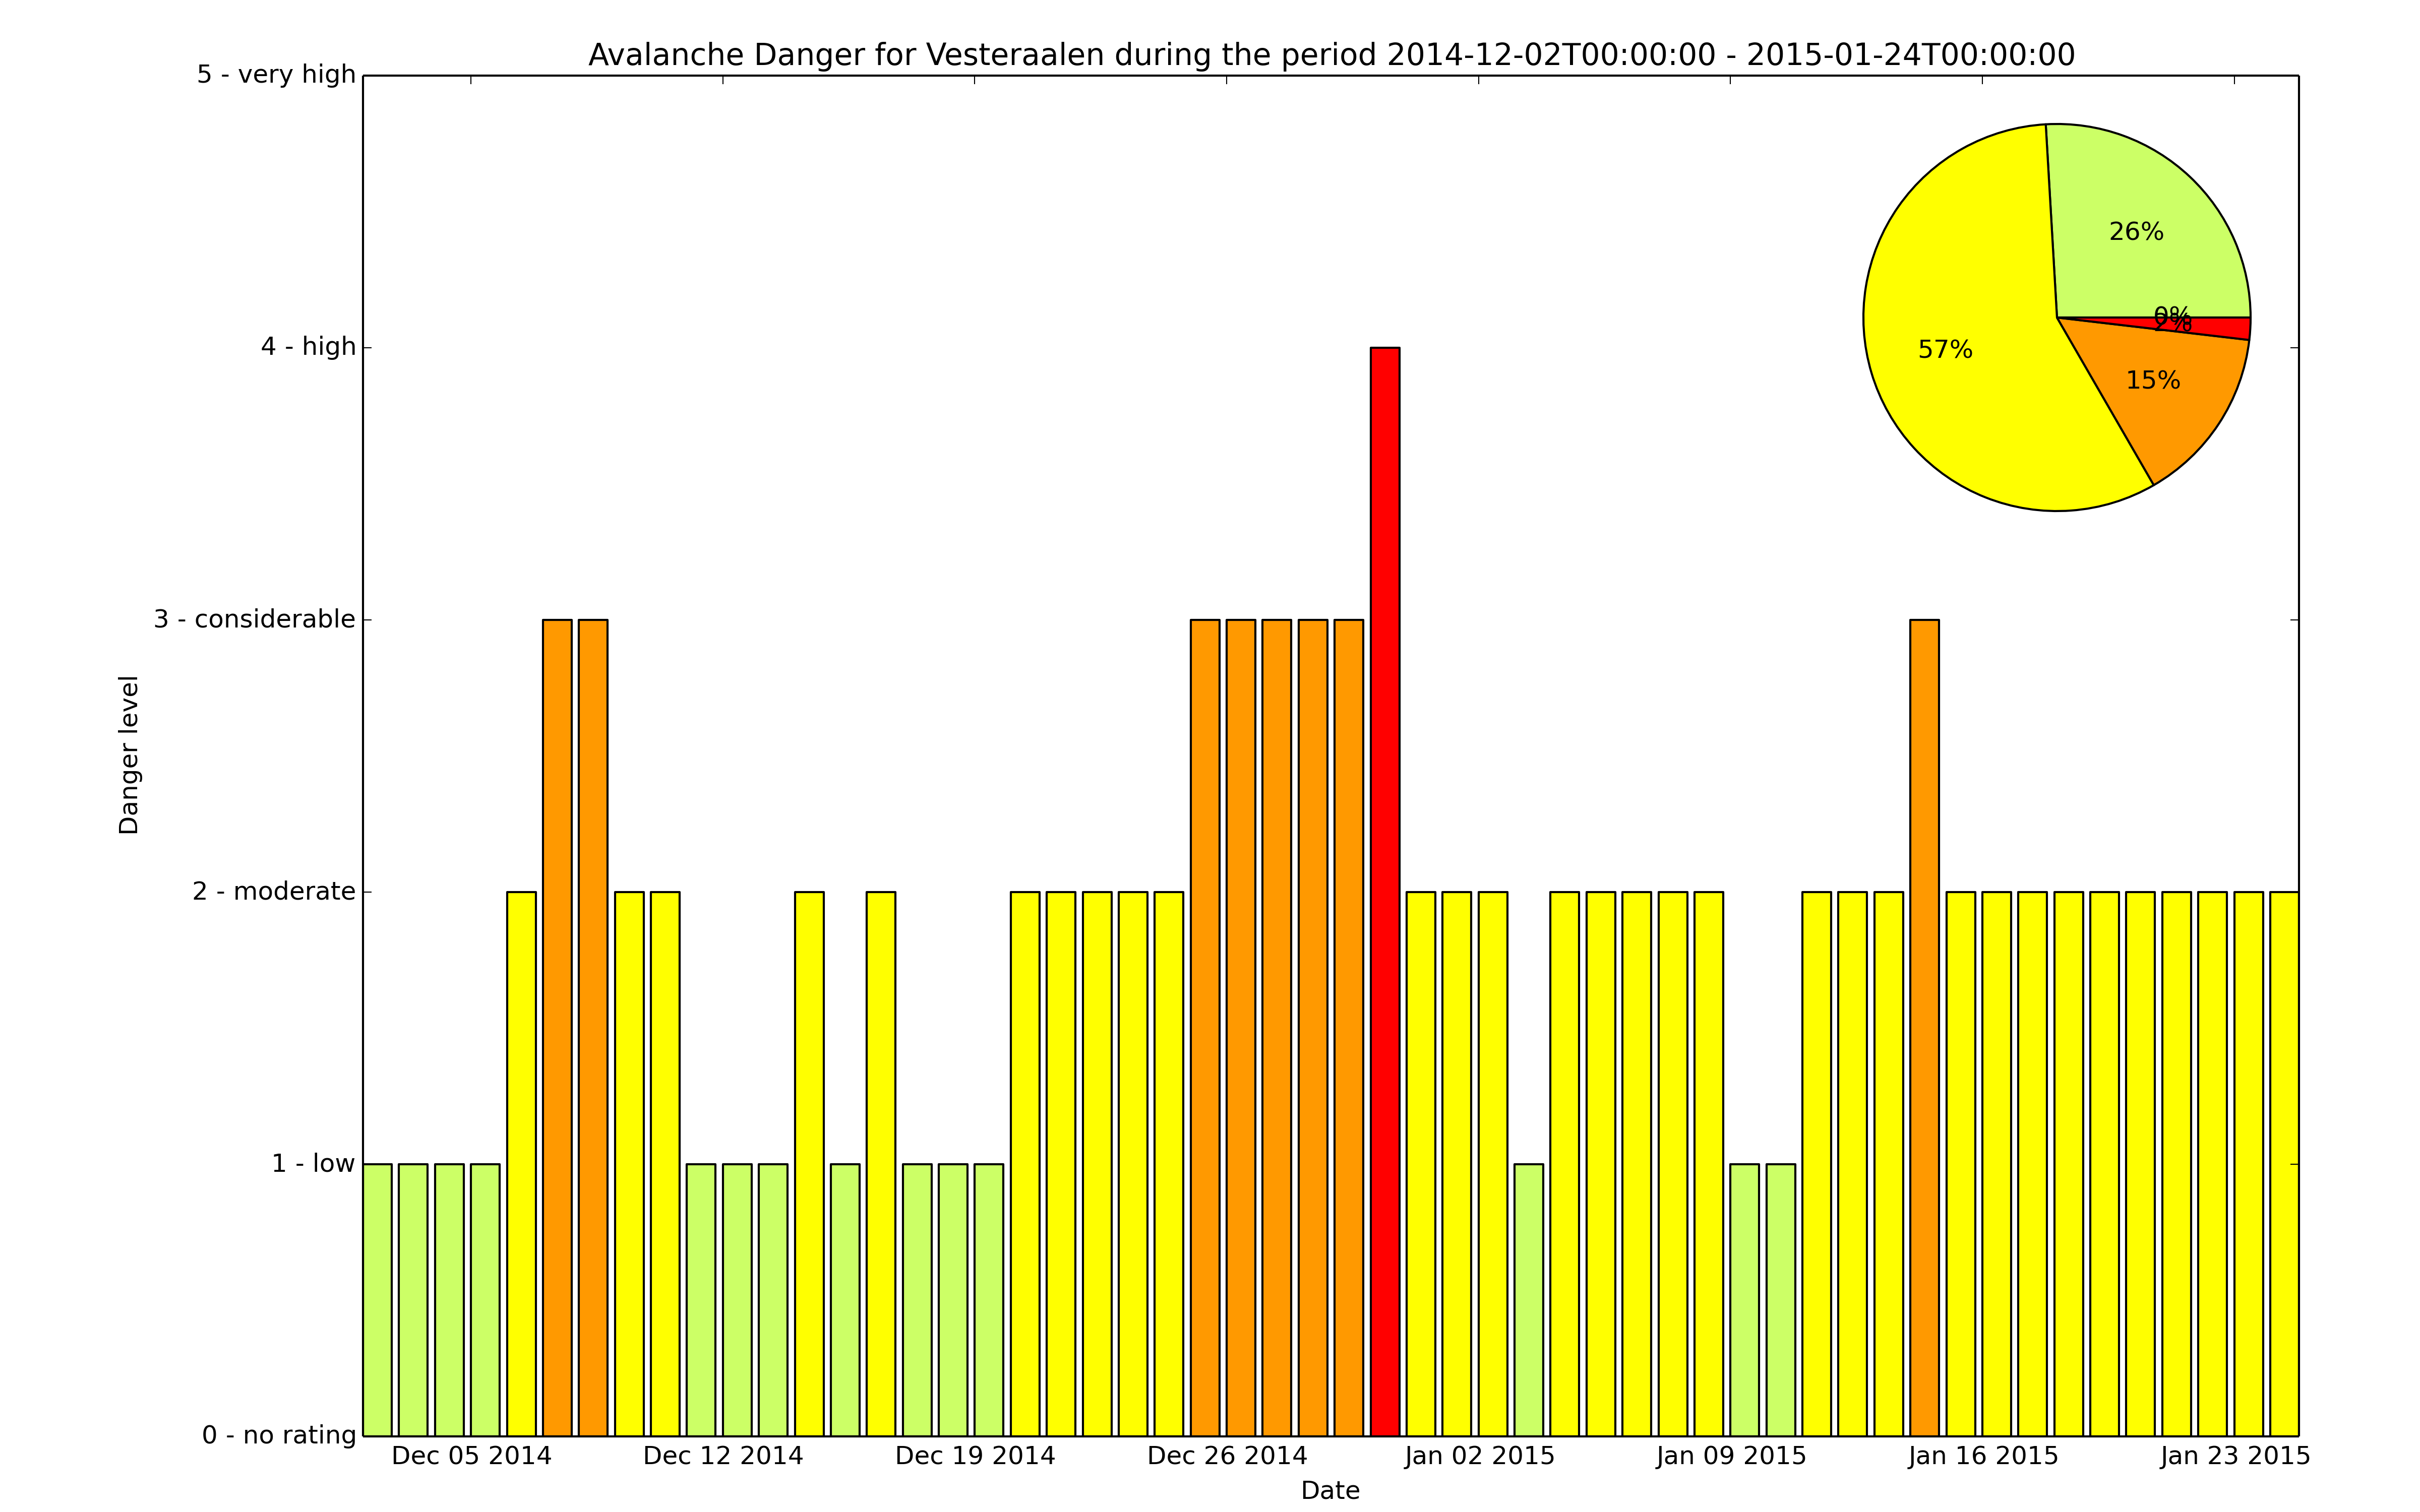 Avalanche Danger for Vesteraalen during the period 2014-12-02T00:00:00 - 2015-01-24T00:00:00
5 - very high
4 - high
3 - considerable
2 - moderate
1 - low
0 - no rating
Danger level
26%
57%
15%
0%
2%
Dec 05 2014
Dec 12 2014
Dec 19 2014
Dec 26 2014
Jan 02 2015
Jan 09 2015
Jan 16 2015
Jan 23 2015
Date